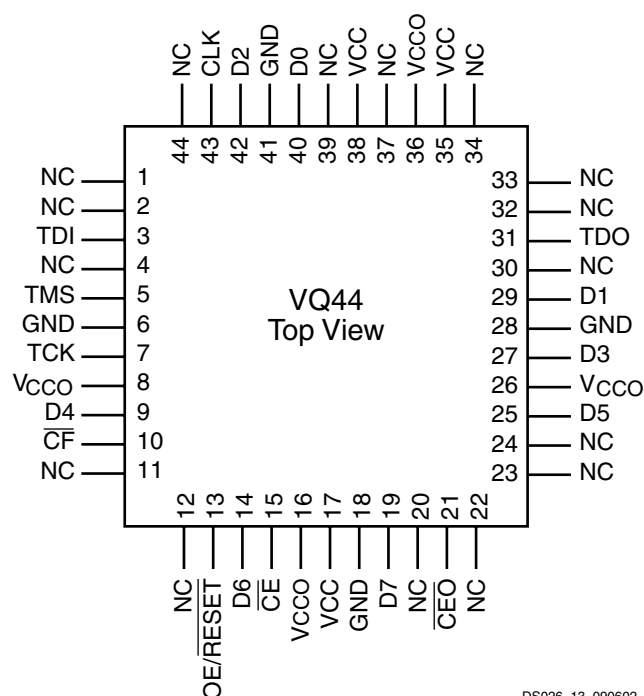 NC CLK D2 GND D0 NC VCC NC VCCO VCC NC
44 43 42 41 40 39 38 37 36 35 34
NC 1 33 NC
NC 2 32 NC
TDI 3 31 TDO
NC 4 30 NC
TMS 5 29 D1
GND 6 28 GND
TCK 7 27 D3
VCCO 8 26 VCCO
D4 9 25 D5
C̅F̅ 10 24 NC
NC 11 23 NC
VQ44
Top View
12 13 14 15 16 17 18 19 20 21 22
NC OE/R̅E̅S̅E̅T̅ D6 C̅E̅ VCCO VCC GND D7 NC C̅E̅O̅ NC
DS026_13_090602